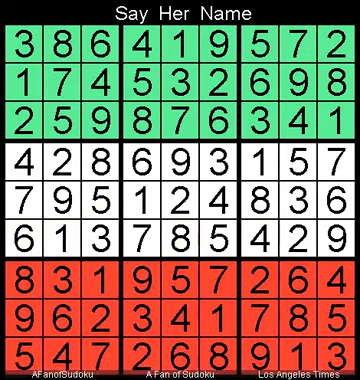 Say Her Name
3 8 6 4 1 9 5 7 2
1 7 4 5 3 2 6 9 8
2 5 9 8 7 6 3 4 1
4 2 8 6 9 3 1 5 7
7 9 5 1 2 4 8 3 6
6 1 3 7 8 5 4 2 9
8 3 1 9 5 7 2 6 4
9 6 2 3 4 1 7 8 5
5 4 7 2 6 8 9 1 3
AFanofSudoku A Fan of Sudoku Los Angeles Times